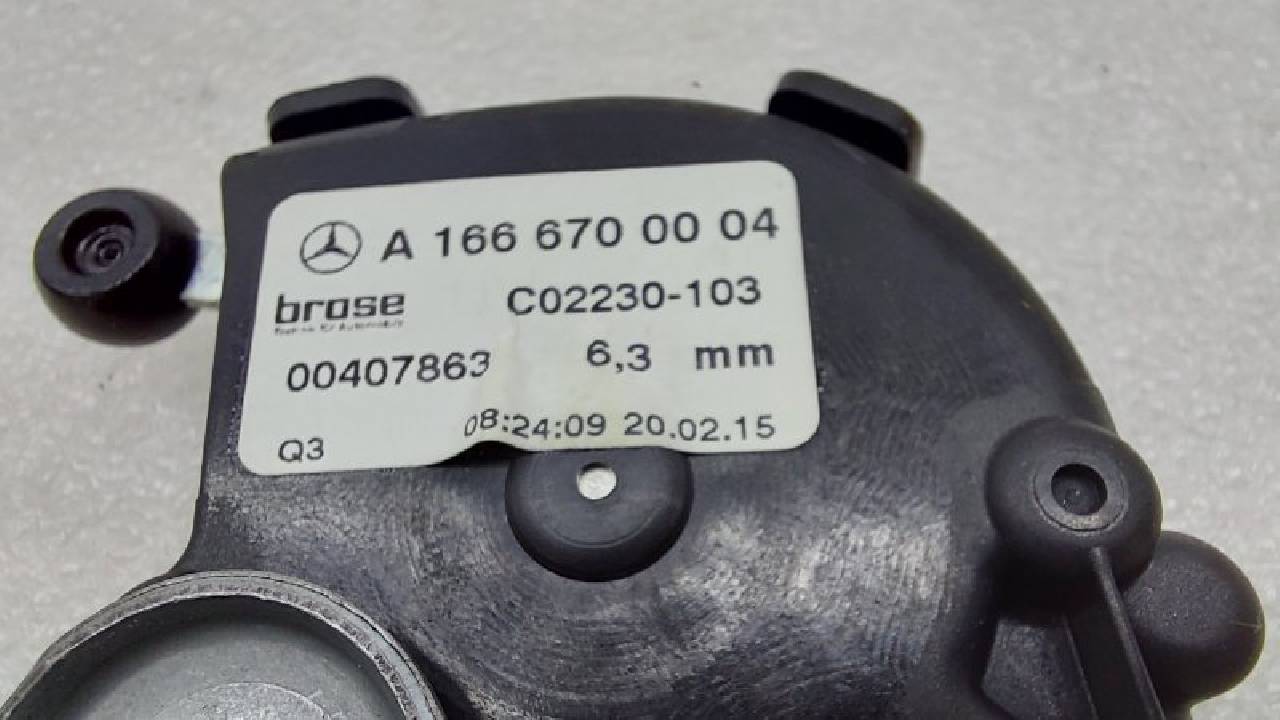 A 166 670 00 04
brose
C02230-103
00407863 6,3 mm
08:24:09 20.02.15
Q3